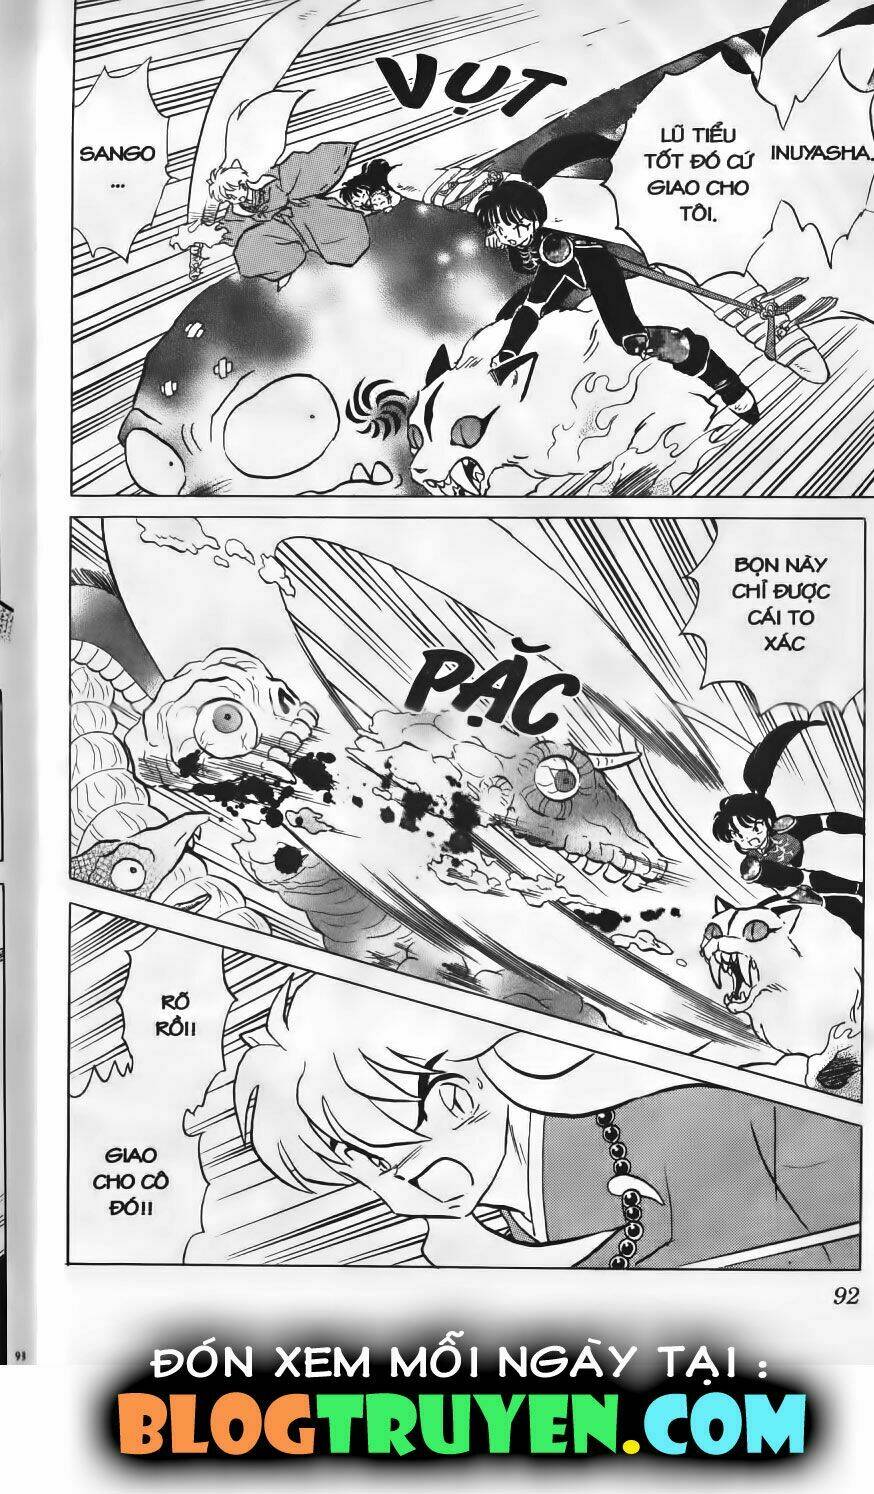 VỤT
INUYASHA.
LŨ TIỂU
TỐT ĐÓ CỨ
GIAO CHO
TÔI.
SANGO
...
BỌN NÀY
CHỈ ĐƯỢC
CÁI TO
XÁC
PẶC
RÕ
RỒI!!
GIAO
CHO CÔ
ĐÓ!!
92
93
ĐÓN XEM MỖI NGÀY TẠI :
BLOGTRUYEN.COM